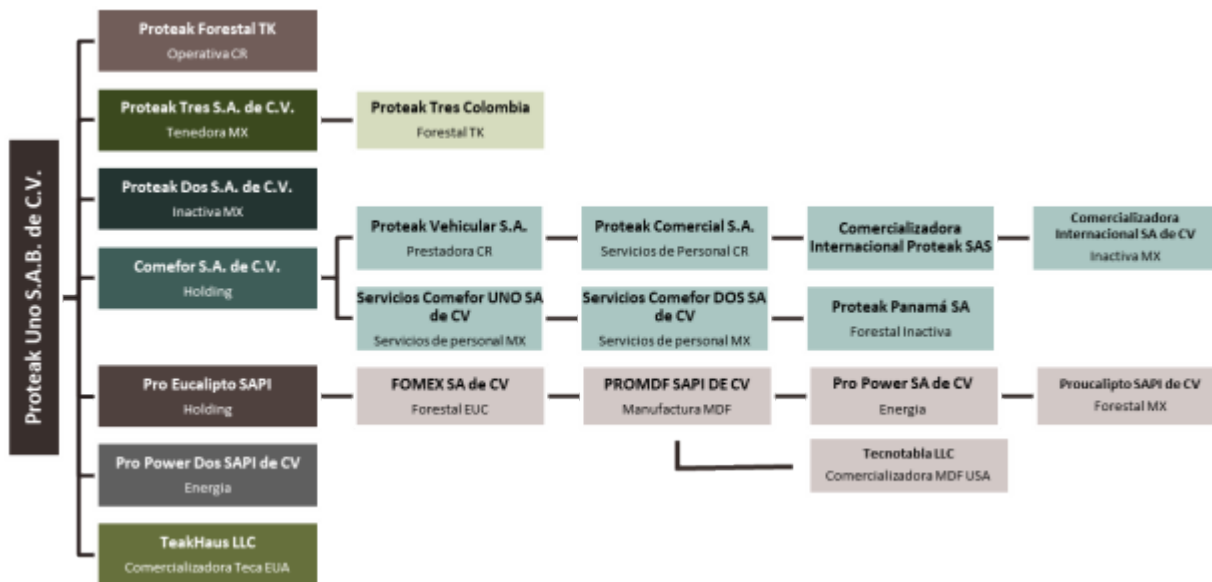 Proteak Uno S.A.B. de C.V.
Proteak Forestal TK
Operativa CR
Proteak Tres S.A. de C.V.
Tenedora MX
Proteak Tres Colombia
Forestal TK
Proteak Dos S.A. de C.V.
Inactiva MX
Comefor S.A. de C.V.
Holding
Proteak Vehicular S.A.
Prestadora CR
Proteak Comercial S.A.
Servicios de Personal CR
Comercializadora
Internacional Proteak SAS
Comercializadora
Internacional SA de CV
Inactiva MX
Servicios Comefor UNO SA
de CV
Servicios de personal MX
Servicios Comefor DOS SA
de CV
Servicios de personal MX
Proteak Panamá SA
Forestal Inactiva
Pro Eucalipto SAPI
Holding
FOMEX SA de CV
Forestal EUC
PROMDF SAPI DE CV
Manufactura MDF
Pro Power SA de CV
Energia
Proucalipto SAPI de CV
Forestal MX
Tecnotabla LLC
Comercializadora MDF USA
Pro Power Dos SAPI de CV
Energia
TeakHaus LLC
Comercializadora Teca EUA